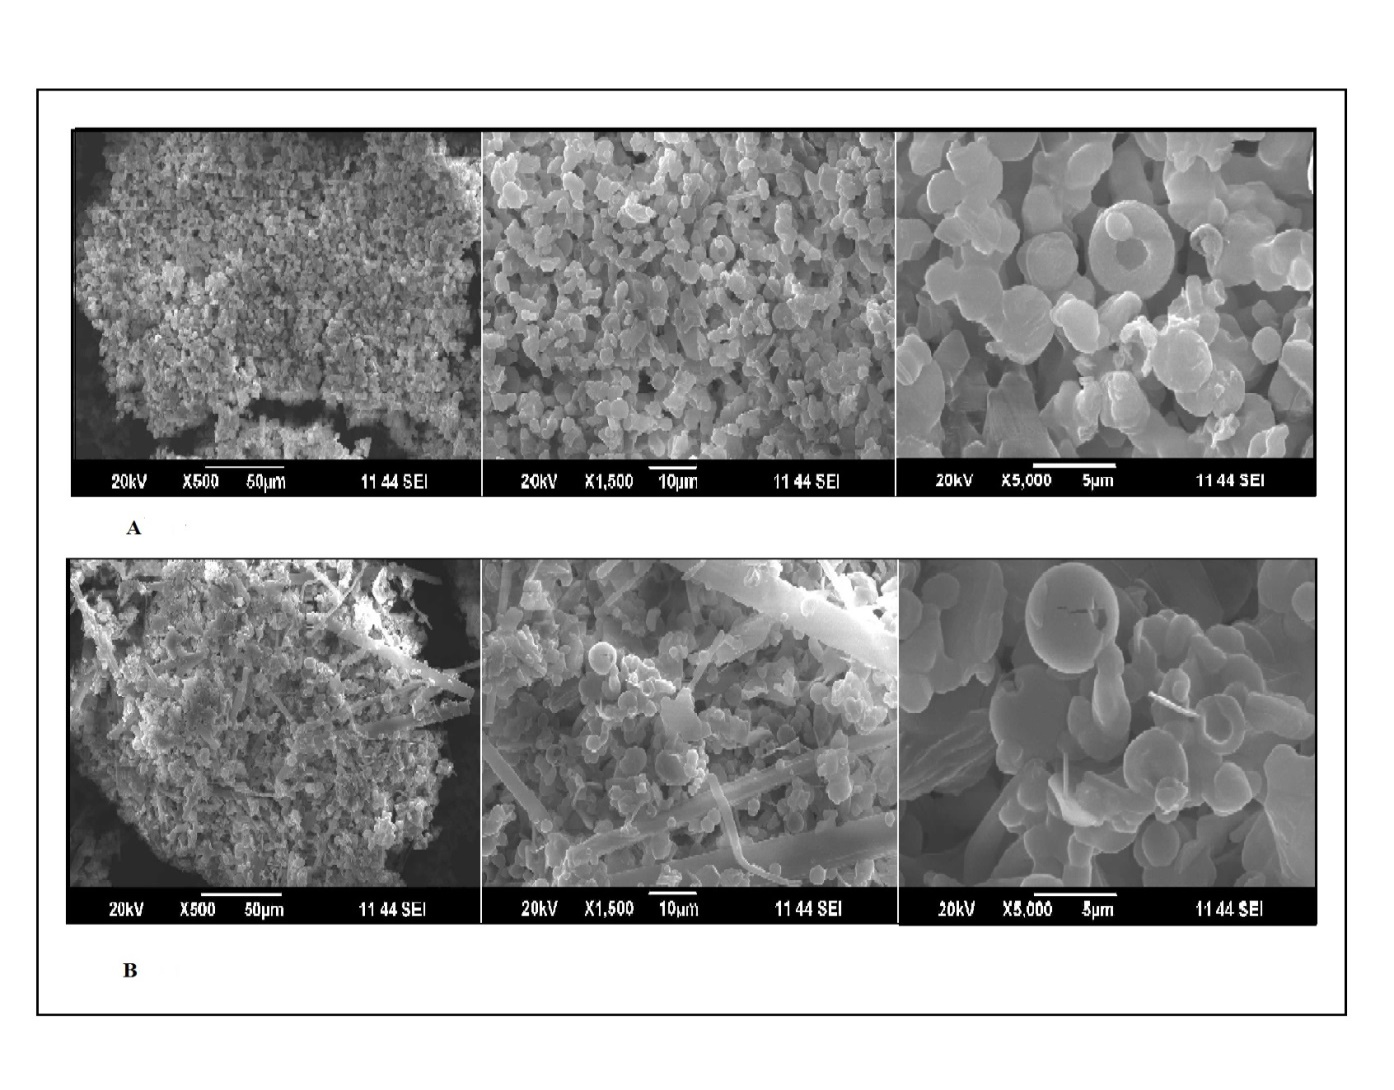 20kV X500 50μm 11 44 SEI
20kV X1,500 10μm 11 44 SEI
20kV X5,000 5μm 11 44 SEI
A
20kV X500 50μm 11 44 SEI
20kV X1,500 10μm 11 44 SEI
20kV X5,000 5μm 11 44 SEI
B